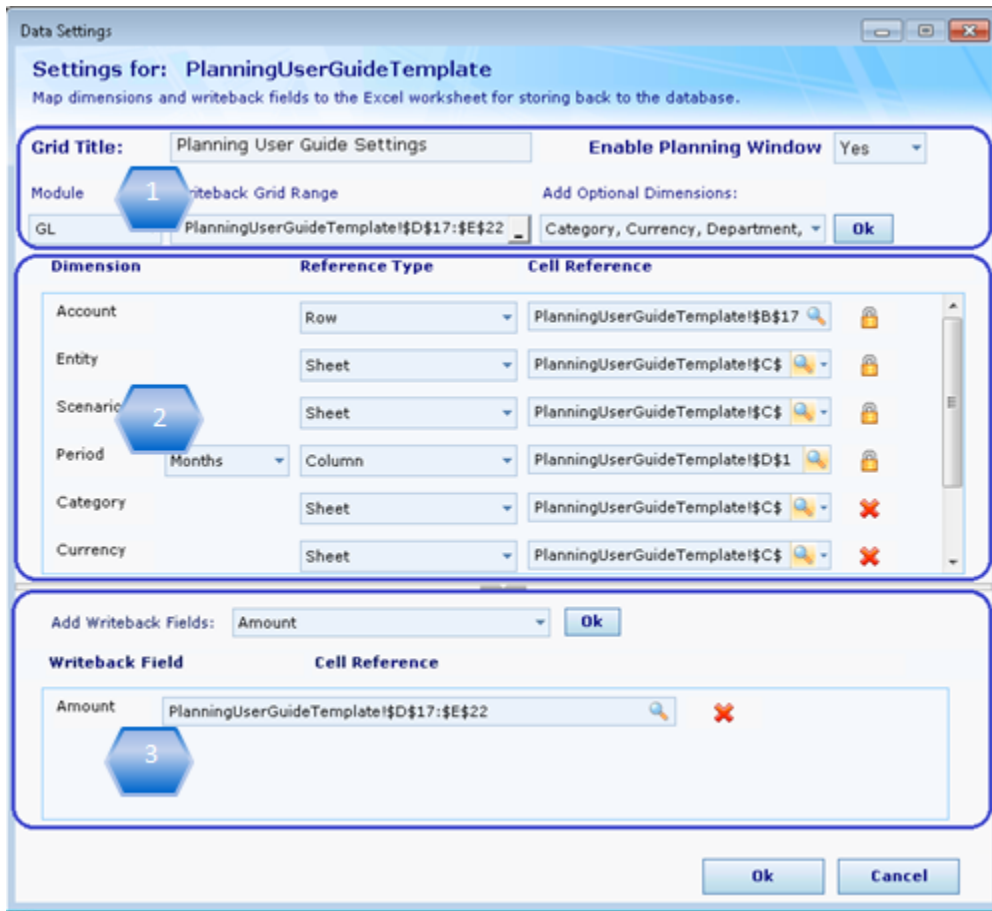 Data Settings
Settings for: PlanningUserGuideTemplate
Map dimensions and writeback fields to the Excel worksheet for storing back to the database.
Grid Title: Planning User Guide Settings Enable Planning Window Yes
Module 1 riteback Grid Range Add Optional Dimensions:
GL PlanningUserGuideTemplate!$D$17:$E$22 Category, Currency, Department, Ok
Dimension Reference Type Cell Reference
Account Row PlanningUserGuideTemplate!$B$17
Entity Sheet PlanningUserGuideTemplate!$C$
Scenario Sheet PlanningUserGuideTemplate!$C$
2
Period Months Column PlanningUserGuideTemplate!$D$1
Category Sheet PlanningUserGuideTemplate!$C$
Currency Sheet PlanningUserGuideTemplate!$C$
Add Writeback Fields: Amount Ok
Writeback Field Cell Reference
Amount PlanningUserGuideTemplate!$D$17:$E$22
3
Ok Cancel